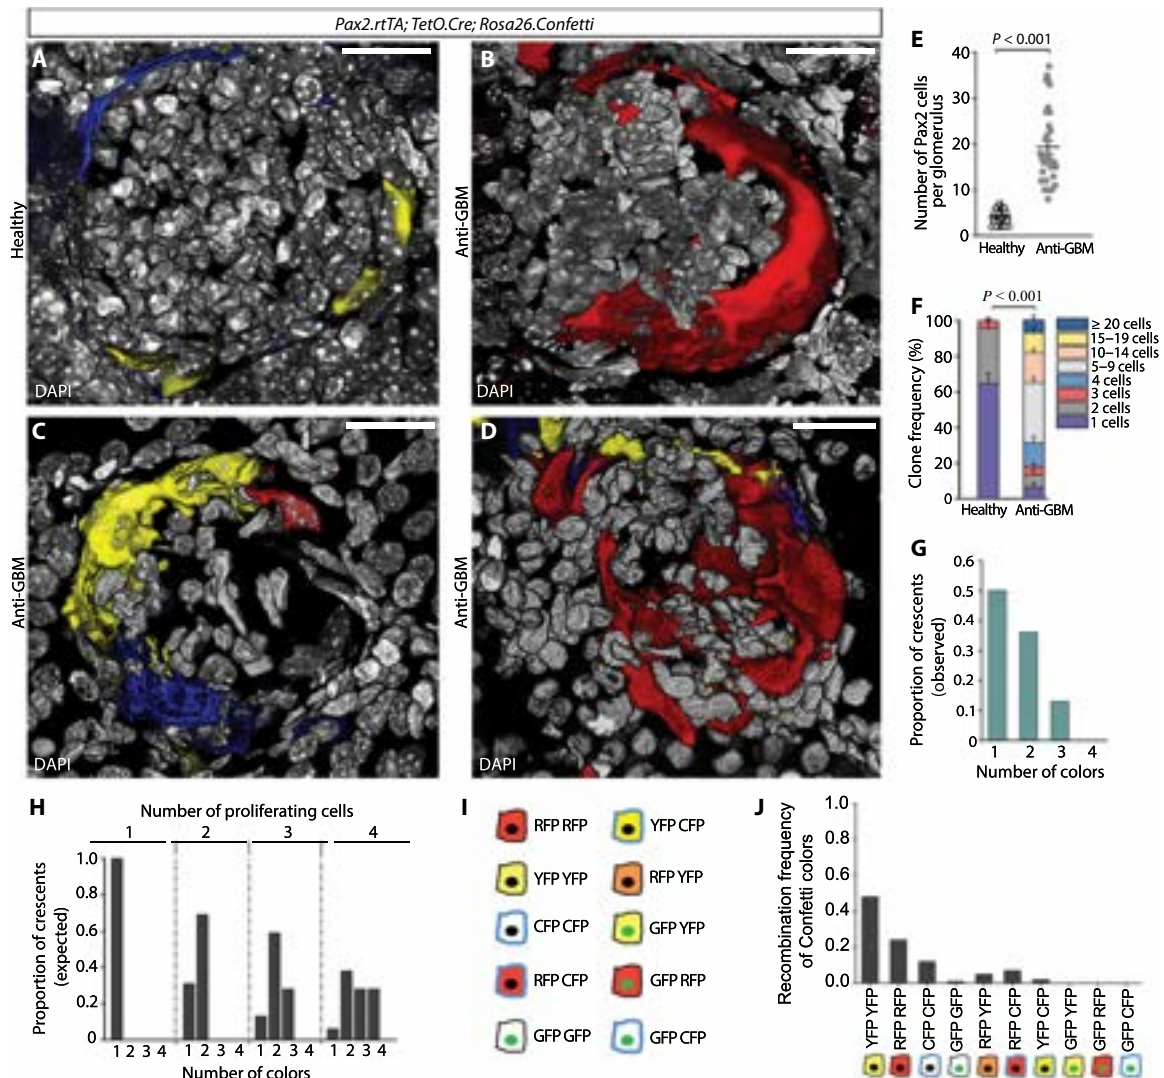 Pax2.rtTA; TetO.Cre; Rosa26.Confetti
A
Healthy
DAPI
B
Anti-GBM
DAPI
C
Anti-GBM
DAPI
D
Anti-GBM
DAPI
E
P < 0.001
Number of Pax2 cells
per glomerulus
40
30
20
10
0
Healthy
Anti-GBM
F
P < 0.001
Clone frequency (%)
100
80
60
40
20
0
Healthy
Anti-GBM
≥ 20 cells
15–19 cells
10–14 cells
5–9 cells
4 cells
3 cells
2 cells
1 cells
G
Proportion of crescents
(observed)
0.6
0.5
0.4
0.3
0.2
0.1
0
1 2 3 4
Number of colors
H
Number of proliferating cells
1 2 3 4
Proportion of crescents
(expected)
1.0
0.8
0.6
0.4
0.2
0
1 2 3 4 1 2 3 4 1 2 3 4 1 2 3 4
Number of colors
I
RFP RFP
YFP CFP
YFP YFP
RFP YFP
CFP CFP
GFP YFP
RFP CFP
GFP RFP
GFP GFP
GFP CFP
J
Recombination frequency
of Confetti colors
1.0
0.8
0.6
0.4
0.2
0.0
YFP YFP
RFP RFP
CFP CFP
GFP GFP
RFP YFP
RFP CFP
YFP CFP
GFP YFP
GFP RFP
GFP CFP